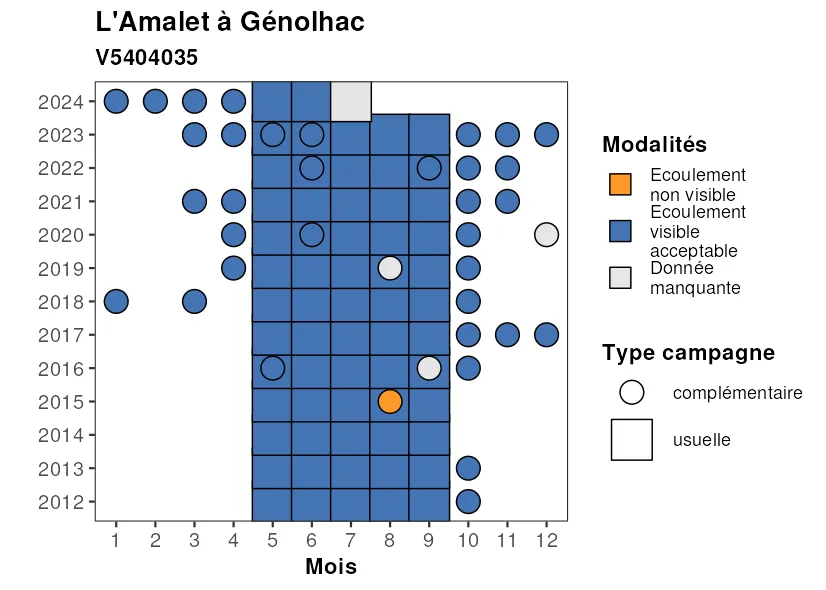 L'Amalet à Génolhac
V5404035
2024
2023
2022
2021
2020
2019
2018
2017
2016
2015
2014
2013
2012
1 2 3 4 5 6 7 8 9 10 11 12
Mois
Modalités
Ecoulement
non visible
Ecoulement
visible
acceptable
Donnée
manquante
Type campagne
complémentaire
usuelle